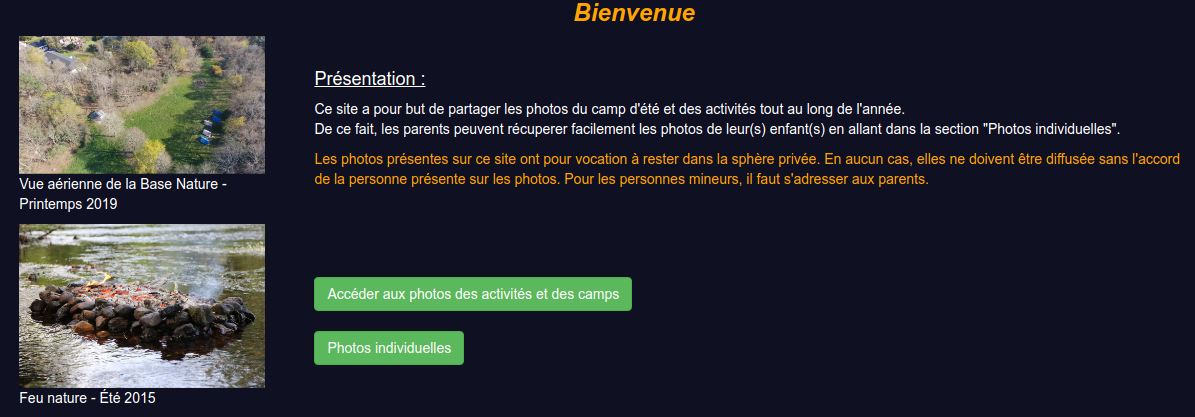 Bienvenue
Vue aérienne de la Base Nature -
Printemps 2019
Feu nature - Été 2015
Présentation :
Ce site a pour but de partager les photos du camp d'été et des activités tout au long de l'année.
De ce fait, les parents peuvent récuperer facilement les photos de leur(s) enfant(s) en allant dans la section "Photos individuelles".
Les photos présentes sur ce site ont pour vocation à rester dans la sphère privée. En aucun cas, elles ne doivent être diffusée sans l'accord
de la personne présente sur les photos. Pour les personnes mineurs, il faut s'adresser aux parents.
Accéder aux photos des activités et des camps
Photos individuelles